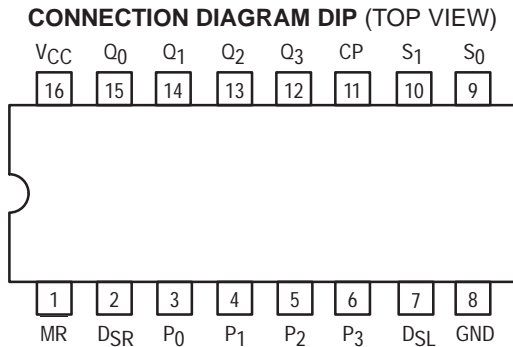 CONNECTION DIAGRAM DIP (TOP VIEW)
VCC Q0 Q1 Q2 Q3 CP S1 S0
16 15 14 13 12 11 10 9
1 2 3 4 5 6 7 8
MR DSR P0 P1 P2 P3 DSL GND